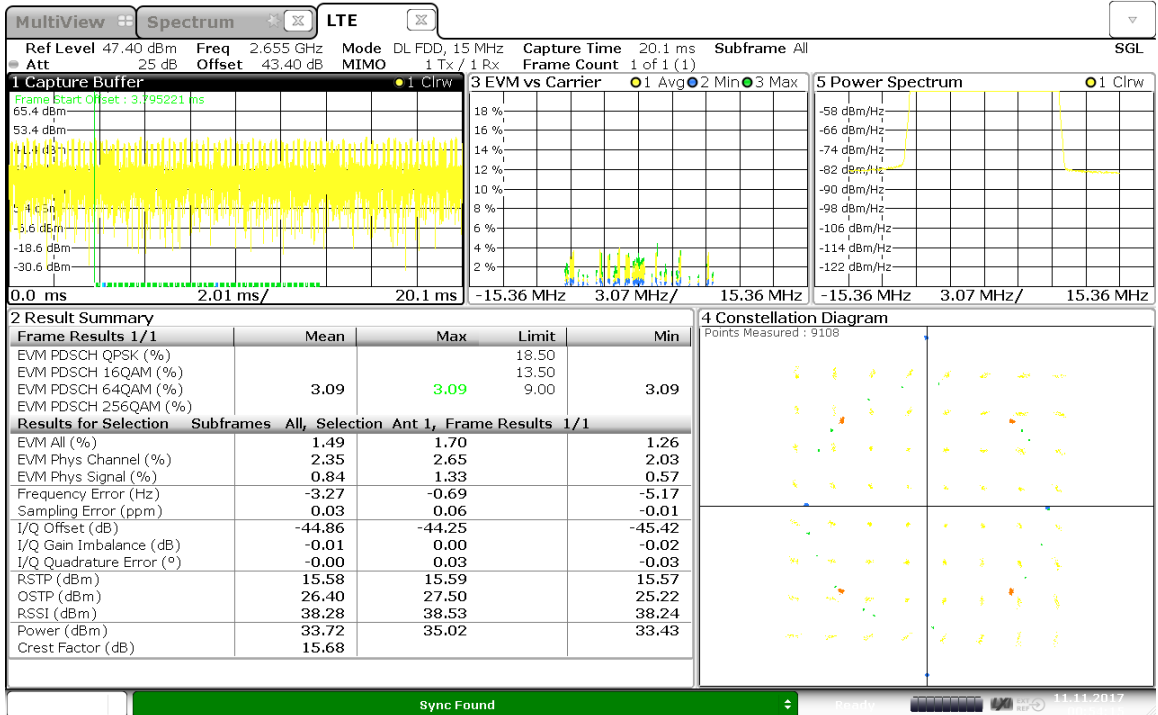 MultiView Spectrum LTE
Ref Level 47.40 dBm Freq 2.655 GHz Mode DL FDD, 15 MHz Capture Time 20.1 ms Subframe All SGL
Att 25 dB Offset 43.40 dB MIMO 1 Tx / 1 Rx Frame Count 1 of 1 (1)
1 Capture Buffer 1 Clrw
Frame Start Offset : 3.795221 ms
65.4 dBm
53.4 dBm
41.4 dBm
-6.6 dBm
-18.6 dBm
-30.6 dBm
0.0 ms 2.01 ms/ 20.1 ms
3 EVM vs Carrier 1 Avg 2 Min 3 Max
18 %
16 %
14 %
12 %
10 %
8 %
6 %
4 %
2 %
-15.36 MHz 3.07 MHz/ 15.36 MHz
5 Power Spectrum 1 Clrw
-58 dBm/Hz
-66 dBm/Hz
-74 dBm/Hz
-82 dBm/Hz
-90 dBm/Hz
-98 dBm/Hz
-106 dBm/Hz
-114 dBm/Hz
-122 dBm/Hz
-15.36 MHz 3.07 MHz/ 15.36 MHz
2 Result Summary
Frame Results 1/1 Mean Max Limit Min
EVM PDSCH QPSK (%) 18.50
EVM PDSCH 16QAM (%) 13.50
EVM PDSCH 64QAM (%) 3.09 3.09 9.00 3.09
EVM PDSCH 256QAM (%)
Results for Selection Subframes All, Selection Ant 1, Frame Results 1/1
EVM All (%) 1.49 1.70 1.26
EVM Phys Channel (%) 2.35 2.65 2.03
EVM Phys Signal (%) 0.84 1.33 0.57
Frequency Error (Hz) -3.27 -0.69 -5.17
Sampling Error (ppm) 0.03 0.06 -0.01
I/Q Offset (dB) -44.86 -44.25 -45.42
I/Q Gain Imbalance (dB) -0.01 0.00 -0.02
I/Q Quadrature Error (º) -0.00 0.03 -0.03
RSTP (dBm) 15.58 15.59 15.57
OSTP (dBm) 26.40 27.50 25.22
RSSI (dBm) 38.28 38.53 38.24
Power (dBm) 33.72 35.02 33.43
Crest Factor (dB) 15.68
4 Constellation Diagram
Points Measured : 9108
Sync Found
Ready
LXI
EXT
REF
11.11.2017